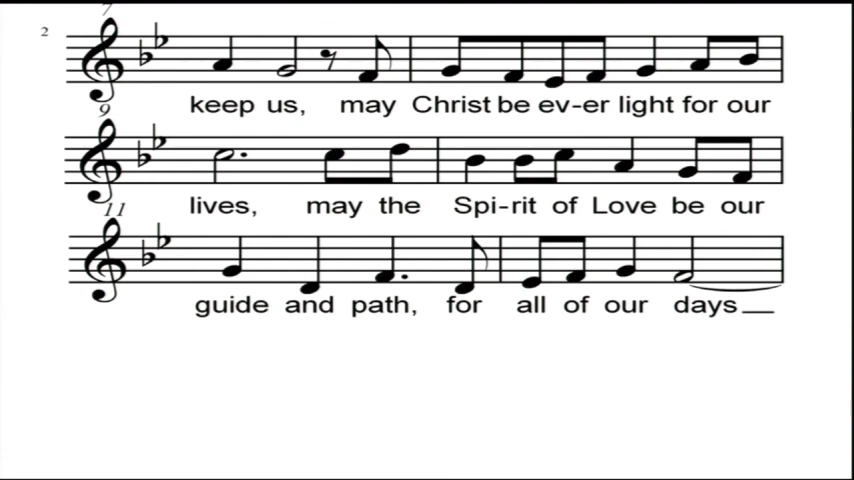 7
2
keep us, may Christ be ev-er light for our
9
lives, may the Spi-rit of Love be our
11
guide and path, for all of our days